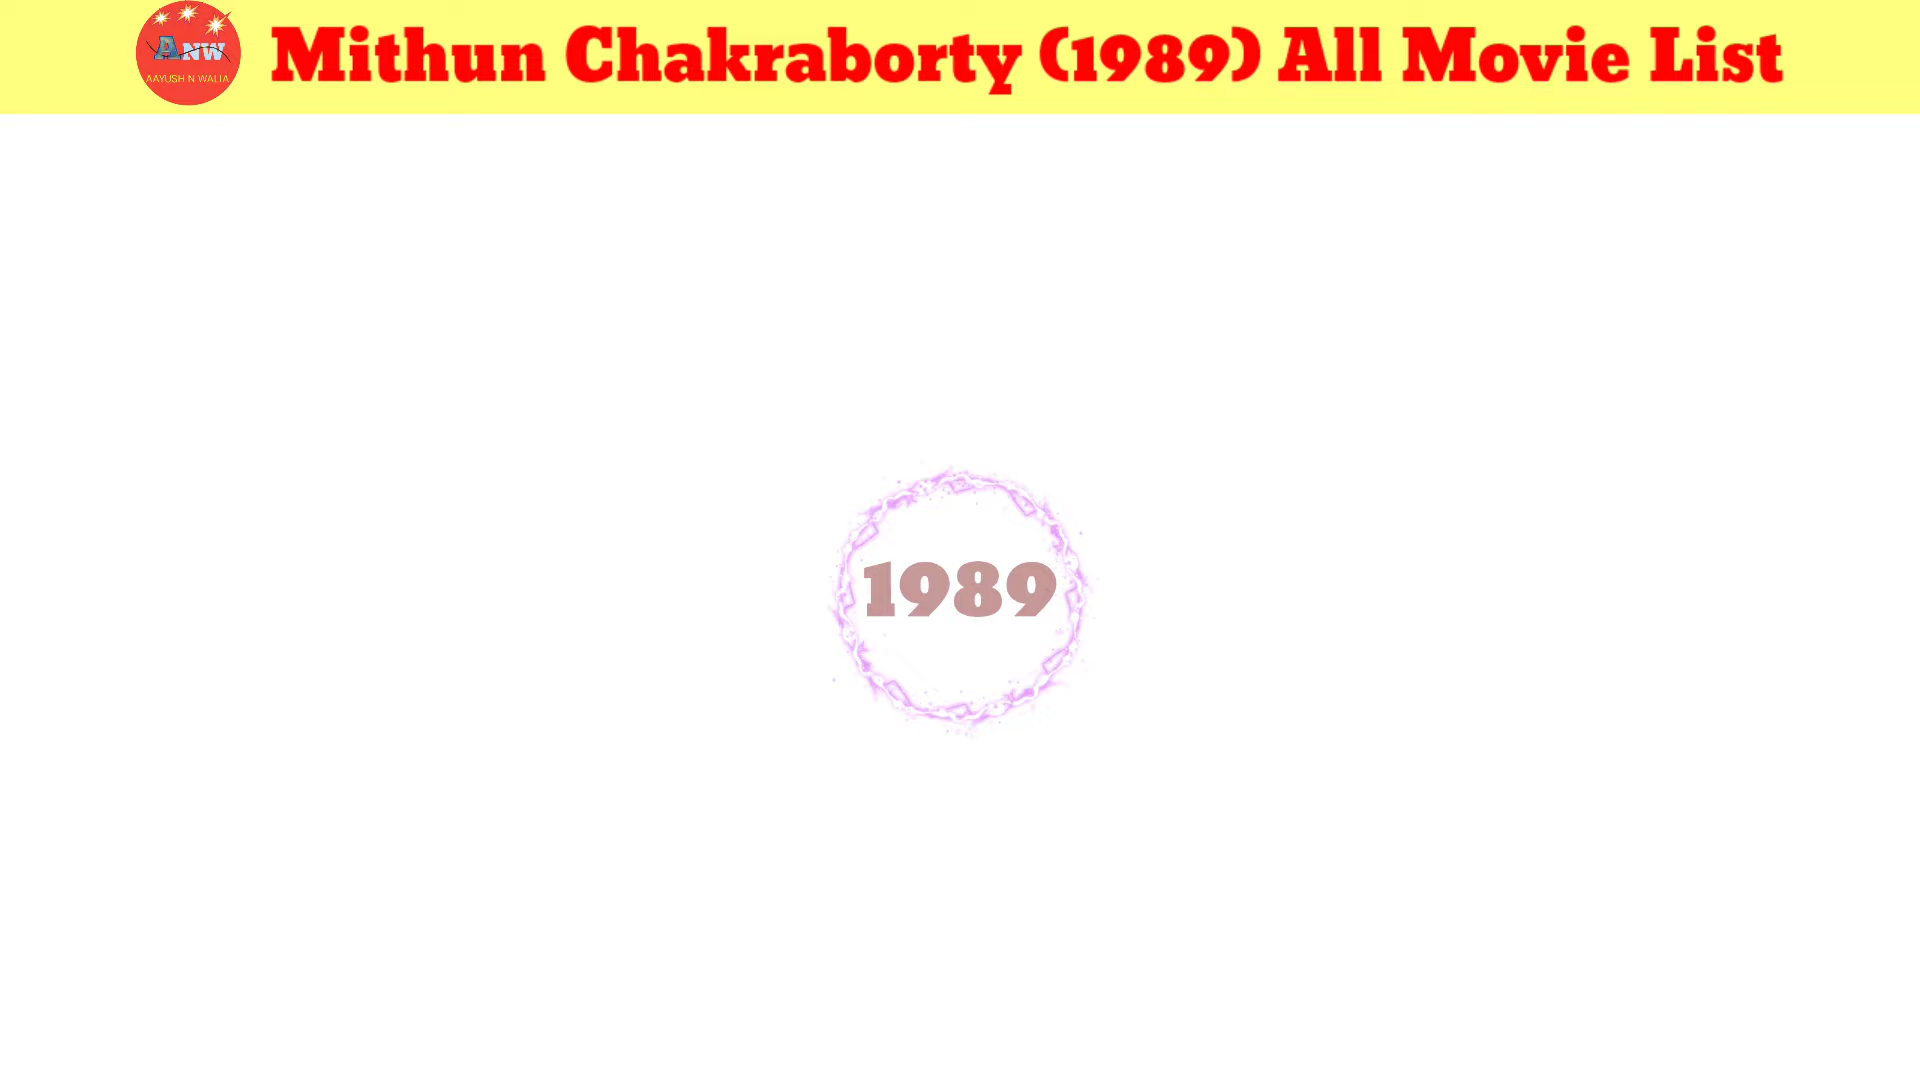 ANW
AAYUSH N WALIA
Mithun Chakraborty (1989) All Movie List
1989